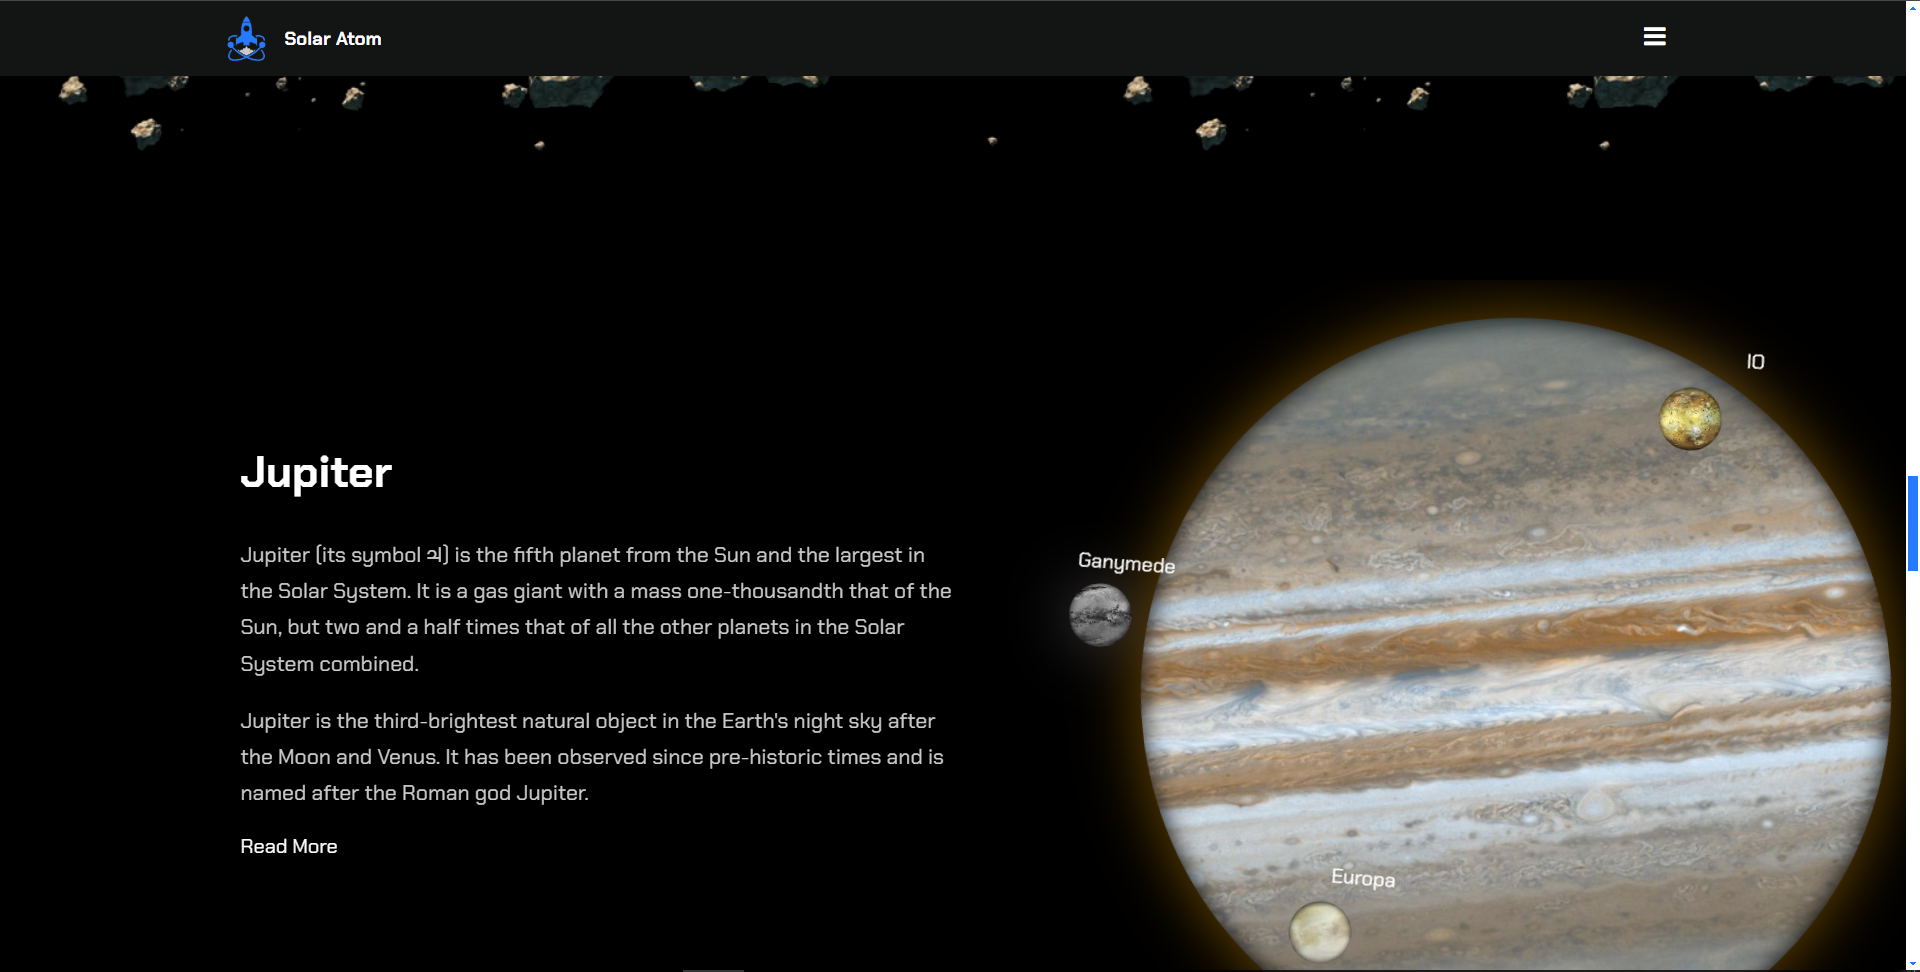 Solar Atom
IO
Jupiter
Jupiter (its symbol ♃) is the fifth planet from the Sun and the largest in
the Solar System. It is a gas giant with a mass one-thousandth that of the
Sun, but two and a half times that of all the other planets in the Solar
System combined.
Jupiter is the third-brightest natural object in the Earth's night sky after
the Moon and Venus. It has been observed since pre-historic times and is
named after the Roman god Jupiter.
Read More
Ganymede
Europa